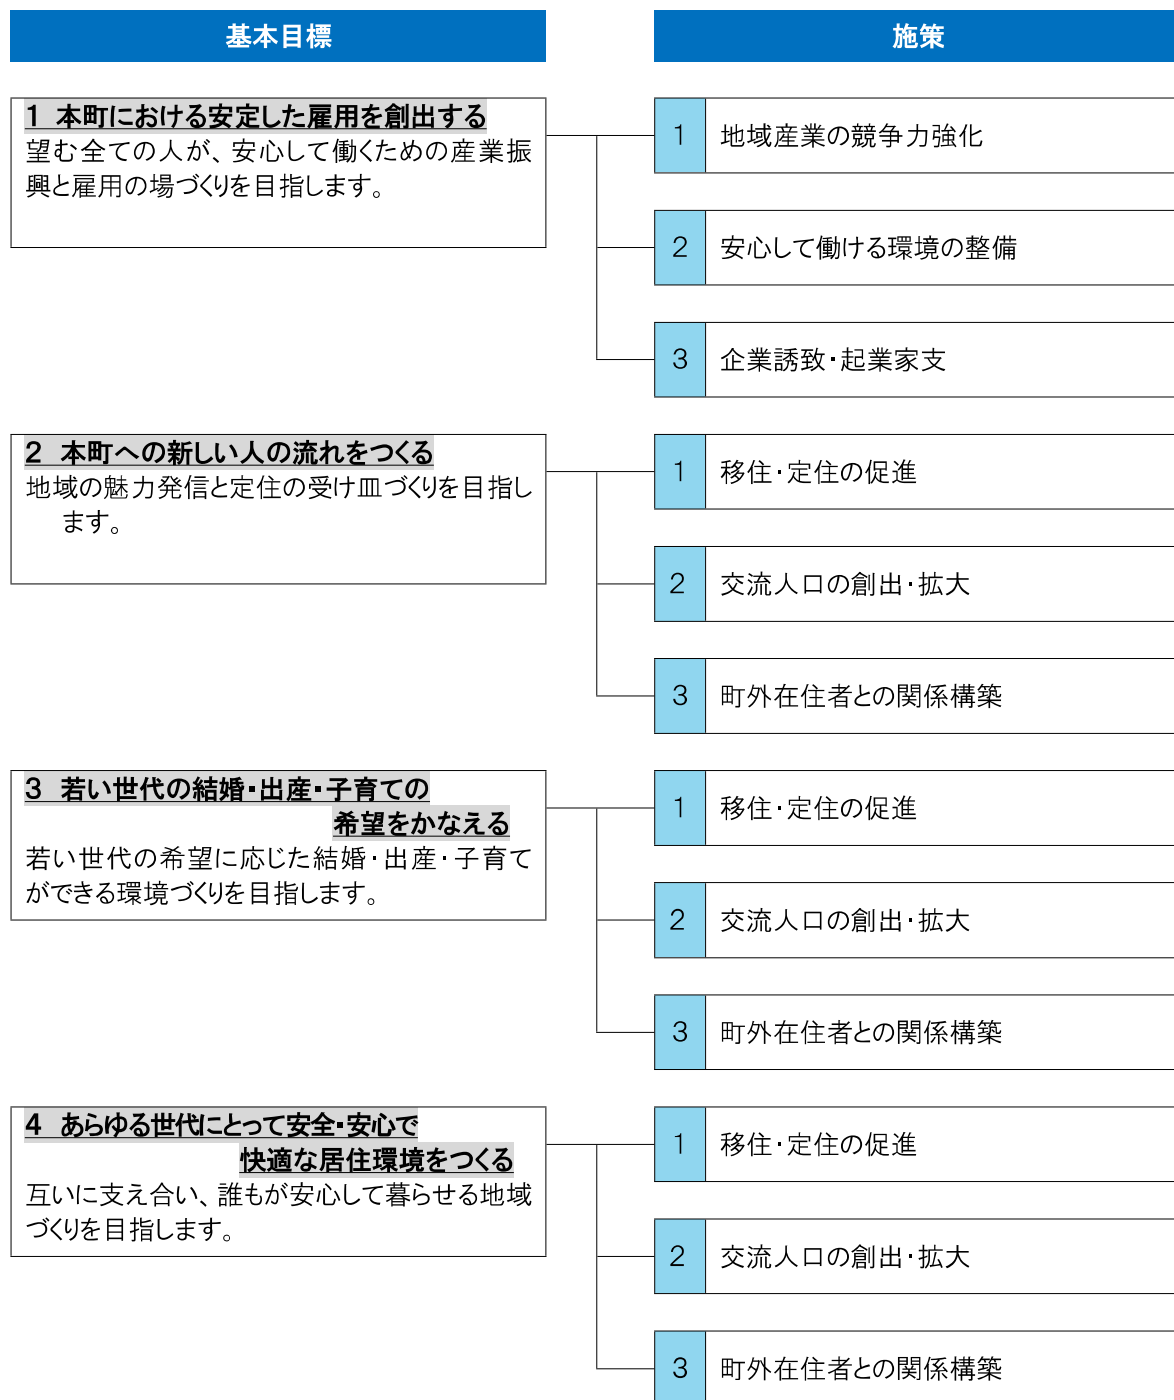 基本目標
施策
1 本町における安定した雇用を創出する
望む全ての人が、安心して働くための産業振
興と雇用の場づくりを目指します。
1 地域産業の競争力強化
2 安心して働ける環境の整備
3 企業誘致・起業家支
2 本町への新しい人の流れをつくる
地域の魅力発信と定住の受け皿づくりを目指し
ます。
1 移住・定住の促進
2 交流人口の創出・拡大
3 町外在住者との関係構築
3 若い世代の結婚・出産・子育ての
希望をかなえる
若い世代の希望に応じた結婚・出産・子育て
ができる環境づくりを目指します。
1 移住・定住の促進
2 交流人口の創出・拡大
3 町外在住者との関係構築
4 あらゆる世代にとって安全・安心で
快適な居住環境をつくる
互いに支え合い、誰もが安心して暮らせる地域
づくりを目指します。
1 移住・定住の促進
2 交流人口の創出・拡大
3 町外在住者との関係構築